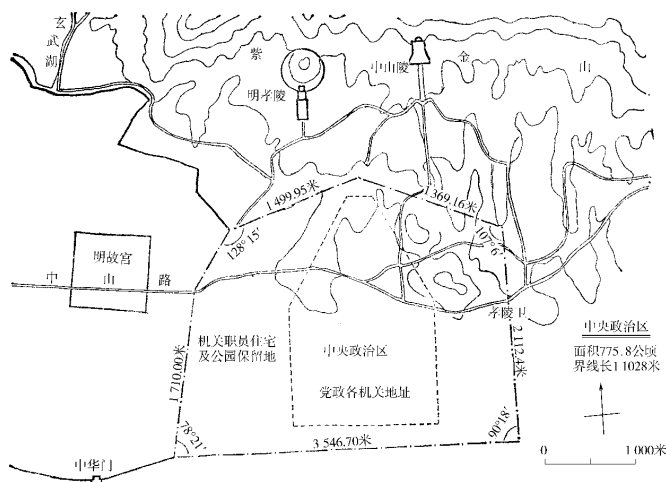 玄武湖
紫 金 山
中山陵
明孝陵
1 499.95米
1 369.16米
128°15′
107°6′
明故宫
中 山 路
孝陵卫
机关职员住宅
及公园保留地
中央政治区
党政各机关地址
1 710.00米
2 112.4米
78°21′
90°18′
3 546.70米
中华门
中央政治区
面积775.8公顷
界线长11028米
0 1 000米